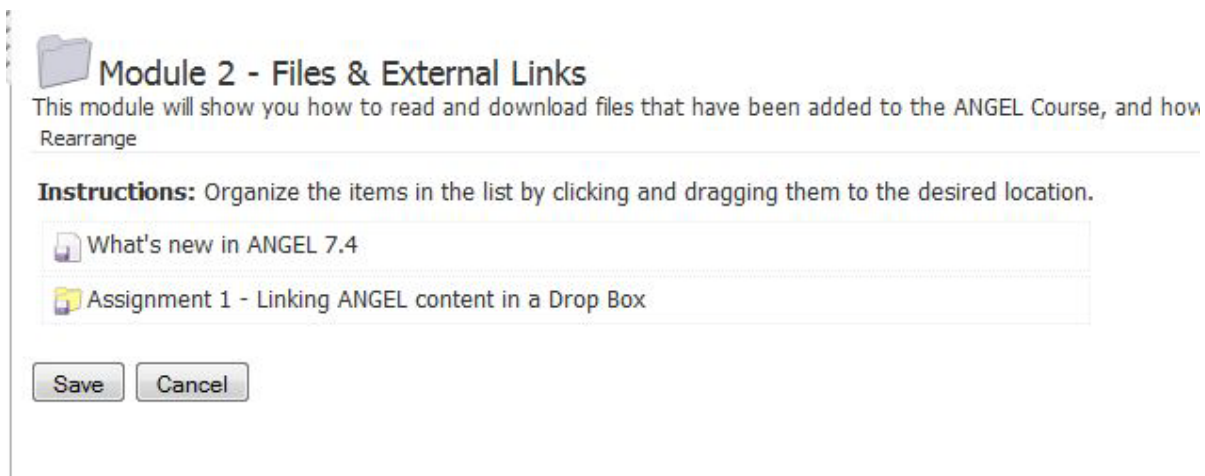 Module 2 - Files & External Links
This module will show you how to read and download files that have been added to the ANGEL Course, and how
Rearrange
Instructions: Organize the items in the list by clicking and dragging them to the desired location.
What's new in ANGEL 7.4
Assignment 1 - Linking ANGEL content in a Drop Box
Save Cancel